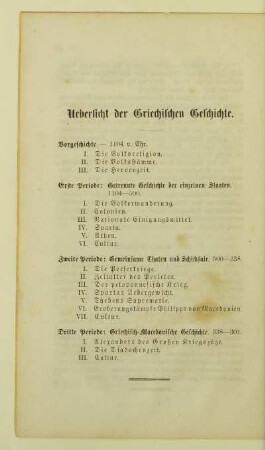 Uebersicht der Griechischen Geschichte.
Vorgeschichte — 1104 v. Chr.
I. Die Volksreligion.
II. Die Volksstämme.
III. Die Heroenzeit.
Erste Periode: Getrennte Geschichte der einzelnen Staaten.
1104—500.
I. Die Völkerwanderung.
II. Colonien.
III. Nationale Einigungsmittel.
IV. Sparta.
V. Athen.
VI. Cultur.
Zweite Periode: Gemeinsame Thaten und Schicksale. 500—338.
I. Die Perserkriege.
II. Zeitalter des Perikles.
III. Der peloponnesische Krieg.
IV. Spartas Uebergewicht.
V. Thebens Suprematie.
VI. Eroberungskämpfe Philipps von Macedonien
VII. Cultur.
Dritte Periode: Griechisch-Macedonische Geschichte. 338—301.
I. Alexanders des Großen Kriegszüge.
II. Die Diadochenzeit.
III. Cultur.